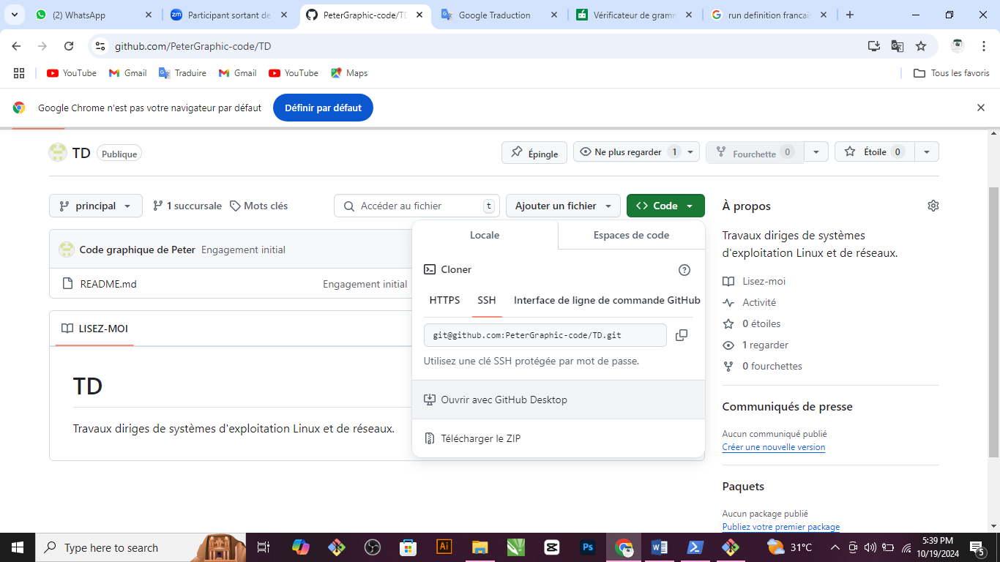 (2) WhatsApp
Participant sortant de
PeterGraphic-code/TD
Google Traduction
Vérificateur de gramm
run definition francais
github.com/PeterGraphic-code/TD
YouTube Gmail Traduire Gmail YouTube Maps Tous les favoris
Google Chrome n'est pas votre navigateur par défaut Définir par défaut
TD Publique Épingle Ne plus regarder 1 Fourchette 0 Étoile 0
principal 1 succursale Mots clés Accéder au fichier t Ajouter un fichier Code
Locale Espaces de code
Code graphique de Peter Engagement initial
README.md Engagement initial
LISEZ-MOI
TD
Travaux diriges de systèmes d'exploitation Linux et de réseaux.
Cloner
HTTPS SSH Interface de ligne de commande GitHub
git@github.com:PeterGraphic-code/TD.git
Utilisez une clé SSH protégée par mot de passe.
Ouvrir avec GitHub Desktop
Télécharger le ZIP
À propos
Travaux diriges de systèmes
d'exploitation Linux et de réseaux.
Lisez-moi
Activité
0 étoiles
1 regarder
0 fourchettes
Communiqués de presse
Aucun communiqué publié
Créer une nouvelle version
Paquets
Aucun package publié
Publiez votre premier package
Type here to search
Ai
Ps
31°C
5:39 PM
10/19/2024
5